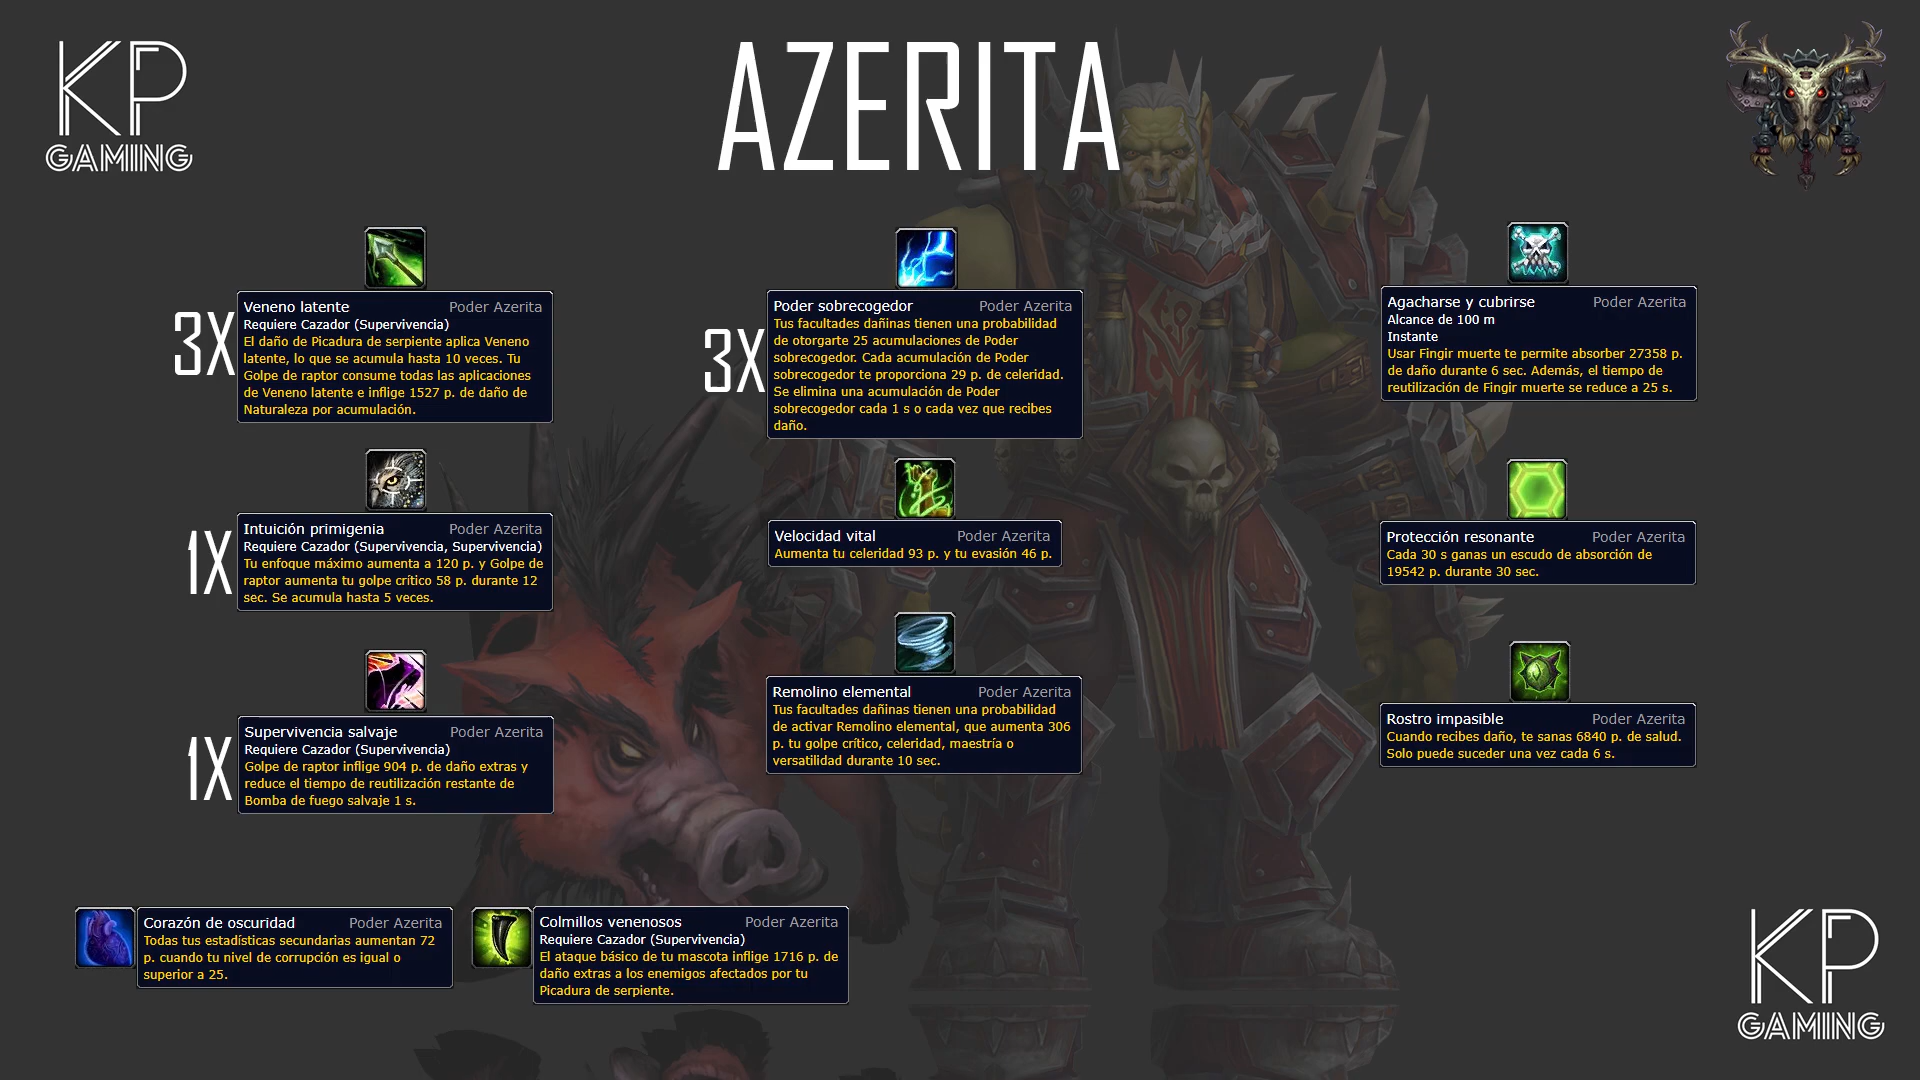 KP
GAMING
AZERITA
3X
Veneno latente Poder Azerita
Requiere Cazador (Supervivencia)
El daño de Picadura de serpiente aplica Veneno
latente, lo que se acumula hasta 10 veces. Tu
Golpe de raptor consume todas las aplicaciones
de Veneno latente e inflige 1527 p. de daño de
Naturaleza por acumulación.
3X
Poder sobrecogedor Poder Azerita
Tus facultades dañinas tienen una probabilidad
de otorgarte 25 acumulaciones de Poder
sobrecogedor. Cada acumulación de Poder
sobrecogedor te proporciona 29 p. de celeridad.
Se elimina una acumulación de Poder
sobrecogedor cada 1 s o cada vez que recibes
daño.
Agacharse y cubrirse Poder Azerita
Alcance de 100 m
Instante
Usar Fingir muerte te permite absorber 27358 p.
de daño durante 6 sec. Además, el tiempo de
reutilización de Fingir muerte se reduce a 25 s.
1X
Intuición primigenia Poder Azerita
Requiere Cazador (Supervivencia, Supervivencia)
Tu enfoque máximo aumenta a 120 p. y Golpe de
raptor aumenta tu golpe crítico 58 p. durante 12
sec. Se acumula hasta 5 veces.
Velocidad vital Poder Azerita
Aumenta tu celeridad 93 p. y tu evasión 46 p.
Protección resonante Poder Azerita
Cada 30 s ganas un escudo de absorción de
19542 p. durante 30 sec.
1X
Supervivencia salvaje Poder Azerita
Requiere Cazador (Supervivencia)
Golpe de raptor inflige 904 p. de daño extras y
reduce el tiempo de reutilización restante de
Bomba de fuego salvaje 1 s.
Remolino elemental Poder Azerita
Tus facultades dañinas tienen una probabilidad
de activar Remolino elemental, que aumenta 306
p. tu golpe crítico, celeridad, maestría o
versatilidad durante 10 sec.
Rostro impasible Poder Azerita
Cuando recibes daño, te sanas 6840 p. de salud.
Solo puede suceder una vez cada 6 s.
Corazón de oscuridad Poder Azerita
Todas tus estadísticas secundarias aumentan 72
p. cuando tu nivel de corrupción es igual o
superior a 25.
Colmillos venenosos Poder Azerita
Requiere Cazador (Supervivencia)
El ataque básico de tu mascota inflige 1716 p. de
daño extras a los enemigos afectados por tu
Picadura de serpiente.
KP
GAMING